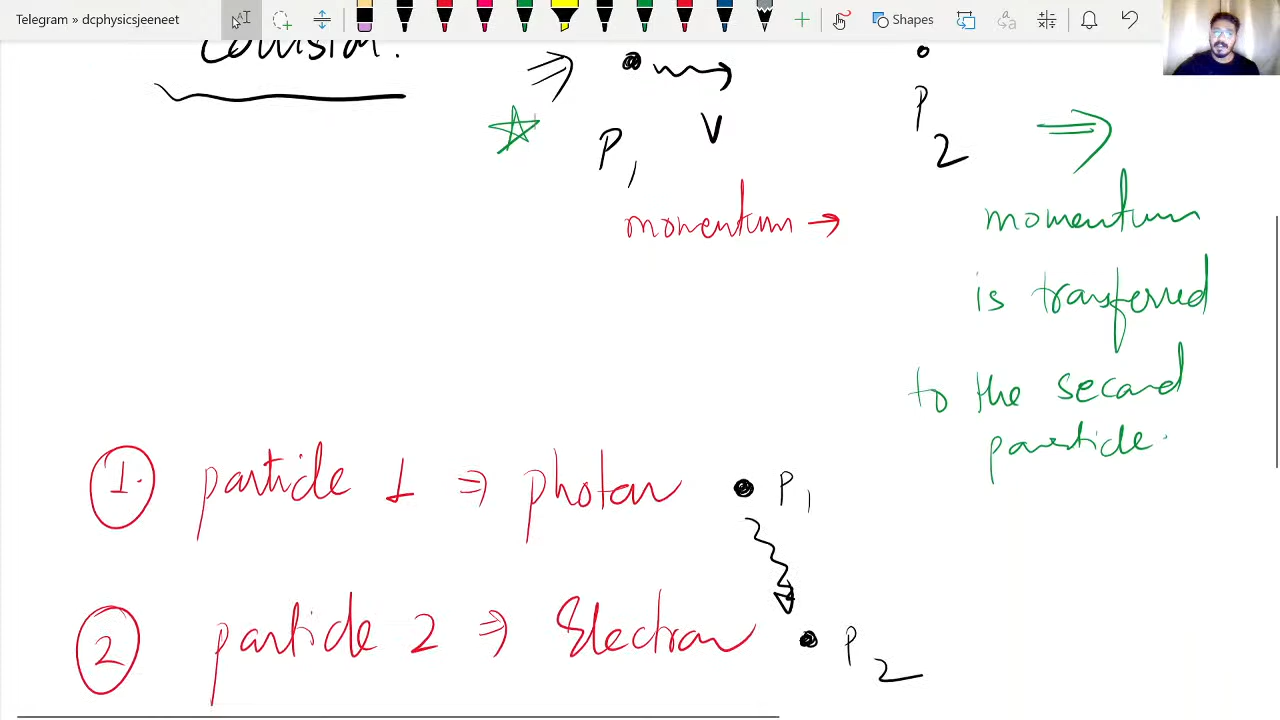 Telegram » dcphysicsjeeneet
Shapes
Collision.
P1 V
P2
momentum →
momentum
is transferred
to the second
particle.
1. particle 1 ⇒ photon P1
2 particle 2 ⇒ Electron P2